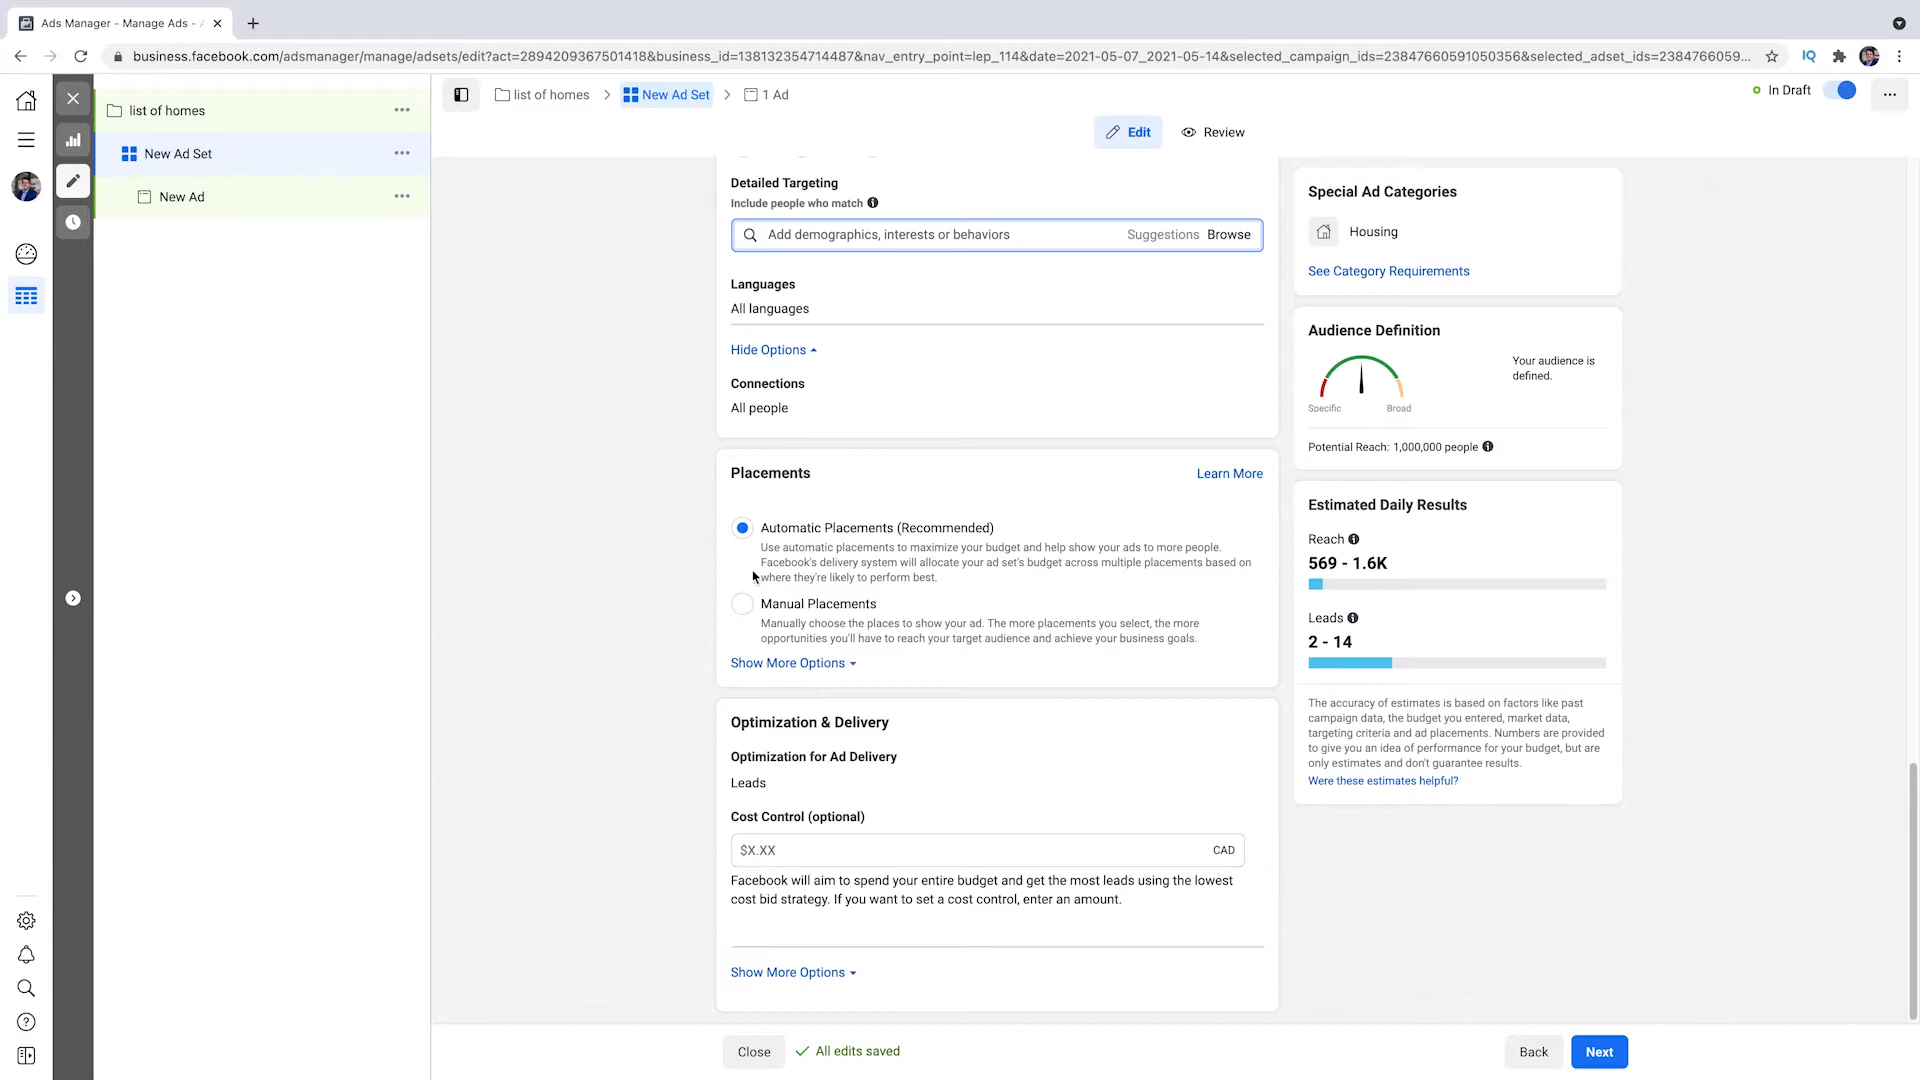 Ads Manager - Manage Ads - A
business.facebook.com/adsmanager/manage/adsets/edit?act=2894209367501418&business_id=138132354714487&nav_entry_point=lep_114&date=2021-05-07_2021-05-14&selected_campaign_ids=23847660591050356&selected_adset_ids=2384766059...
IQ
list of homes
New Ad Set
New Ad
list of homes
New Ad Set
1 Ad
In Draft
Edit
Review
Detailed Targeting
Include people who match
Add demographics, interests or behaviors
Suggestions
Browse
Languages
All languages
Hide Options
Connections
All people
Placements
Learn More
Automatic Placements (Recommended)
Use automatic placements to maximize your budget and help show your ads to more people.
Facebook's delivery system will allocate your ad set's budget across multiple placements based on
where they're likely to perform best.
Manual Placements
Manually choose the places to show your ad. The more placements you select, the more
opportunities you'll have to reach your target audience and achieve your business goals.
Show More Options
Optimization & Delivery
Optimization for Ad Delivery
Leads
Cost Control (optional)
$X.XX
CAD
Facebook will aim to spend your entire budget and get the most leads using the lowest
cost bid strategy. If you want to set a cost control, enter an amount.
Show More Options
Special Ad Categories
Housing
See Category Requirements
Audience Definition
Your audience is
defined.
Specific
Broad
Potential Reach: 1,000,000 people
Estimated Daily Results
Reach
569 - 1.6K
Leads
2 - 14
The accuracy of estimates is based on factors like past
campaign data, the budget you entered, market data,
targeting criteria and ad placements. Numbers are provided
to give you an idea of performance for your budget, but are
only estimates and don't guarantee results.
Were these estimates helpful?
Close
All edits saved
Back
Next